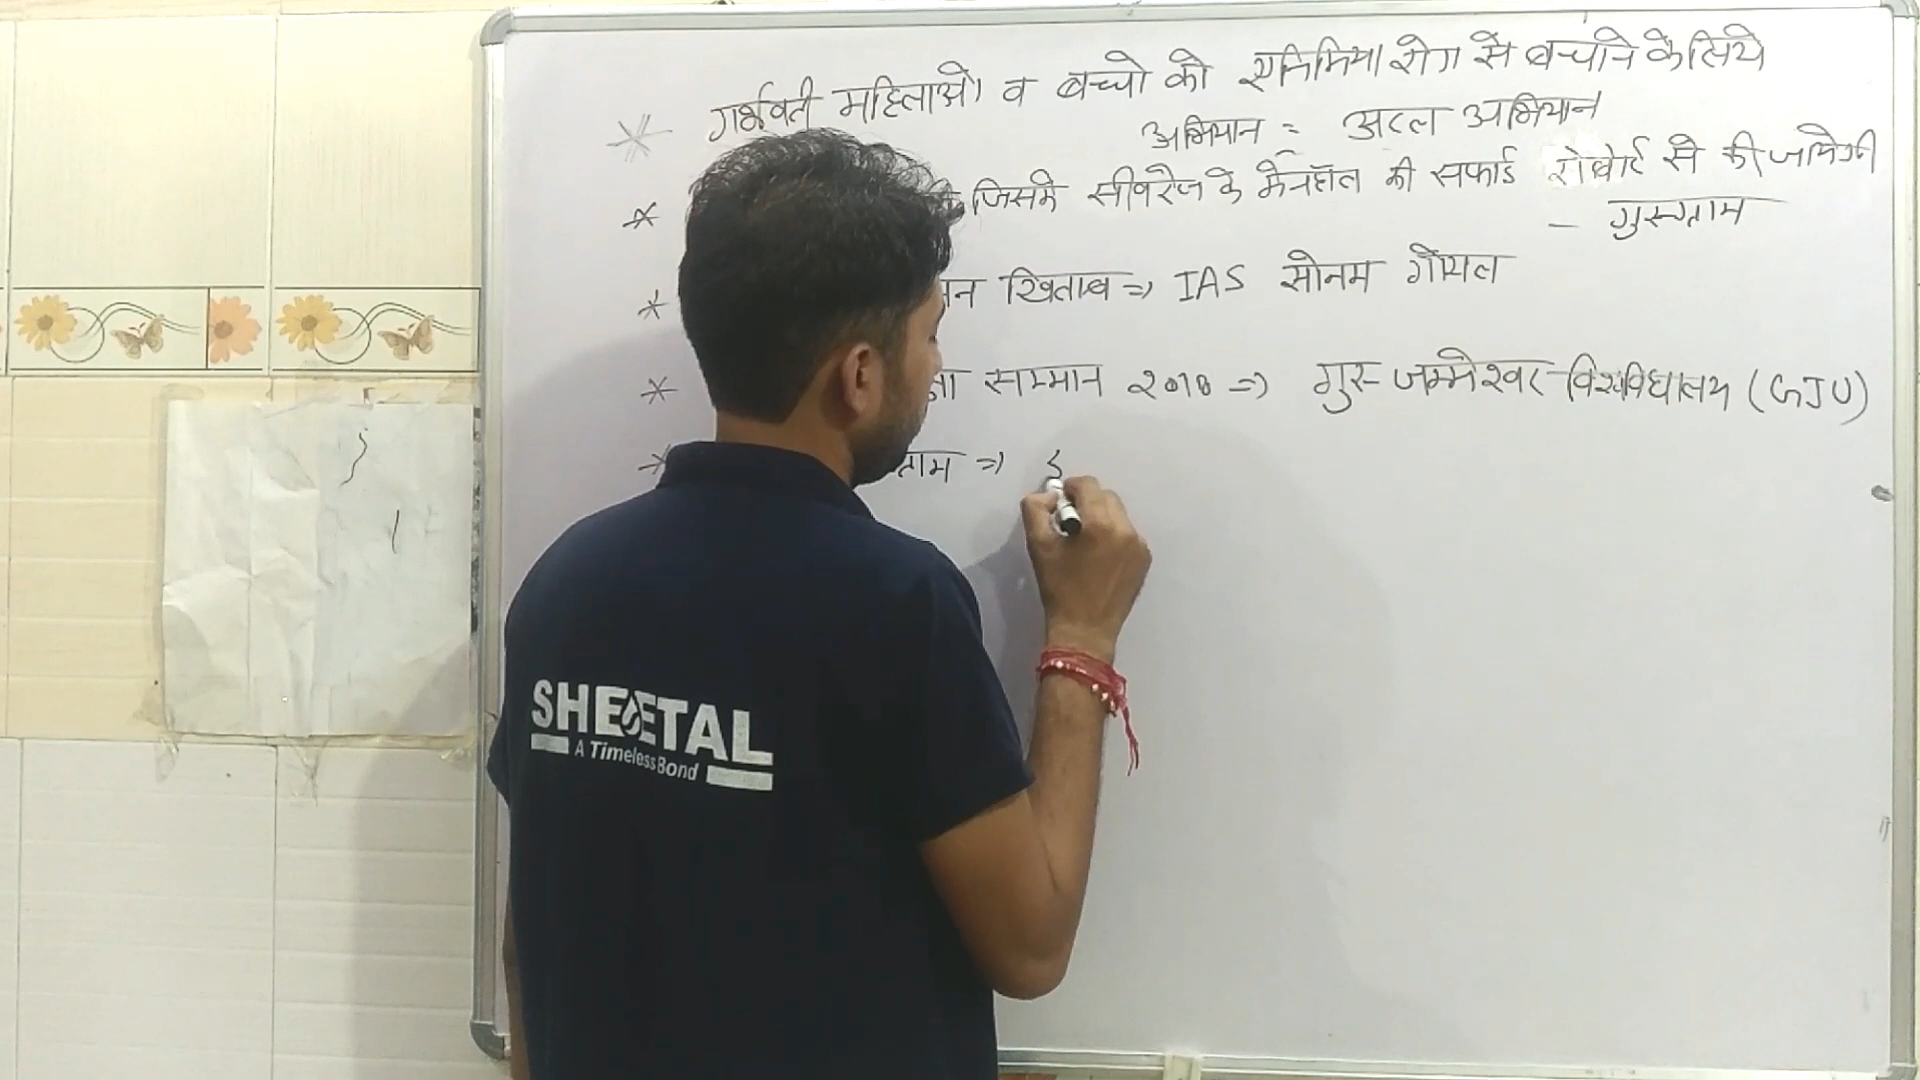 * गर्भवती महिलाओं व बच्चो को एनिमिया रोग से बचाने के लिये
अभियान = अटल अभियान
* जिसमे सीवरेज के मेनहॉल की सफाई रोबोर्ट से की जायेगी
- गुरुग्राम
* खिताब => IAS सोनम गोयल
* सम्मान २०१८ => गुरु जम्मेश्वर विश्वविद्यालय (GJU)
* =>
SHEETAL
A Timeless Bond